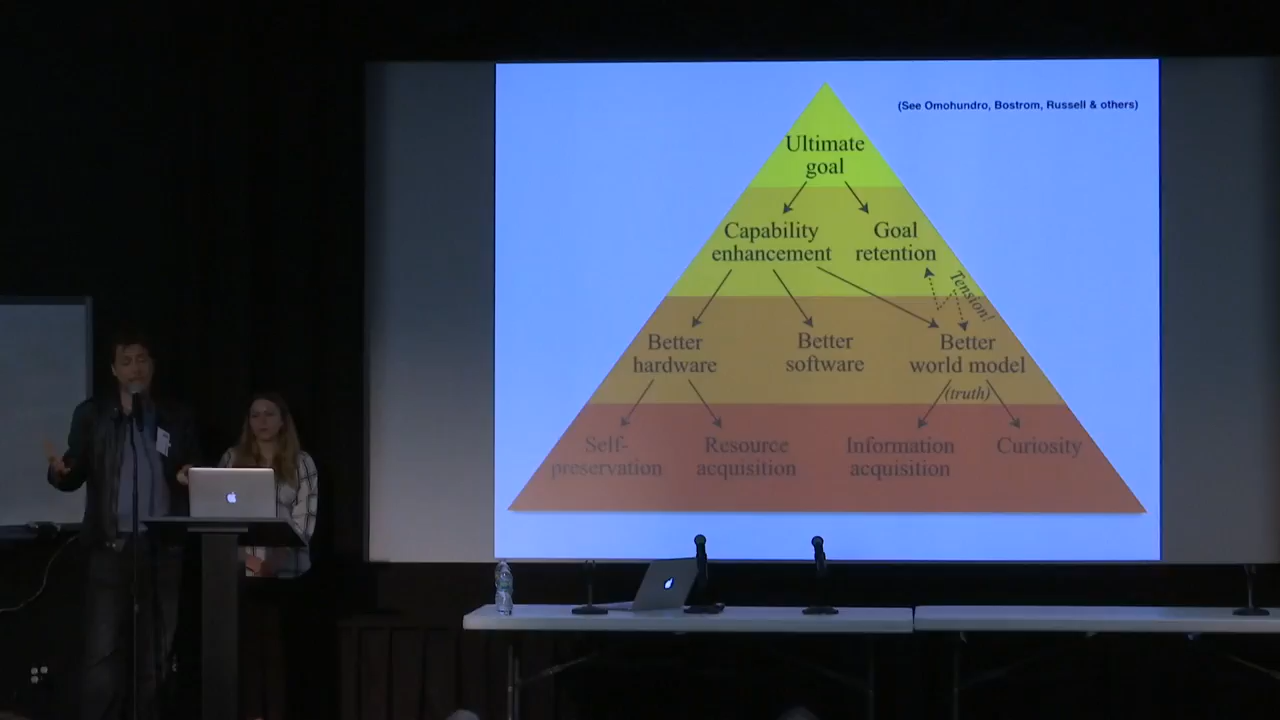 (See Omohundro, Bostrom, Russell & others)
Ultimate
goal
Capability
enhancement
Goal
retention
Tension!
Better
hardware
Better
software
Better
world model
(truth)
Self-
preservation
Resource
acquisition
Information
acquisition
Curiosity